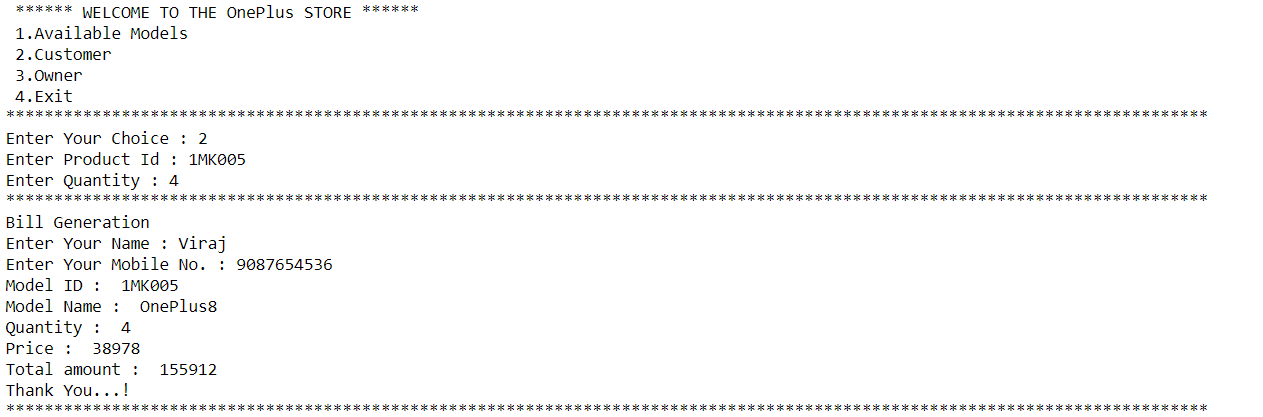 ****** WELCOME TO THE OnePlus STORE ******
1.Available Models
2.Customer
3.Owner
4.Exit
*****************************************************************************************************************************
Enter Your Choice : 2
Enter Product Id : 1MK005
Enter Quantity : 4
*****************************************************************************************************************************
Bill Generation
Enter Your Name : Viraj
Enter Your Mobile No. : 9087654536
Model ID :  1MK005
Model Name :  OnePlus8
Quantity :  4
Price :  38978
Total amount :  155912
Thank You...!
*****************************************************************************************************************************